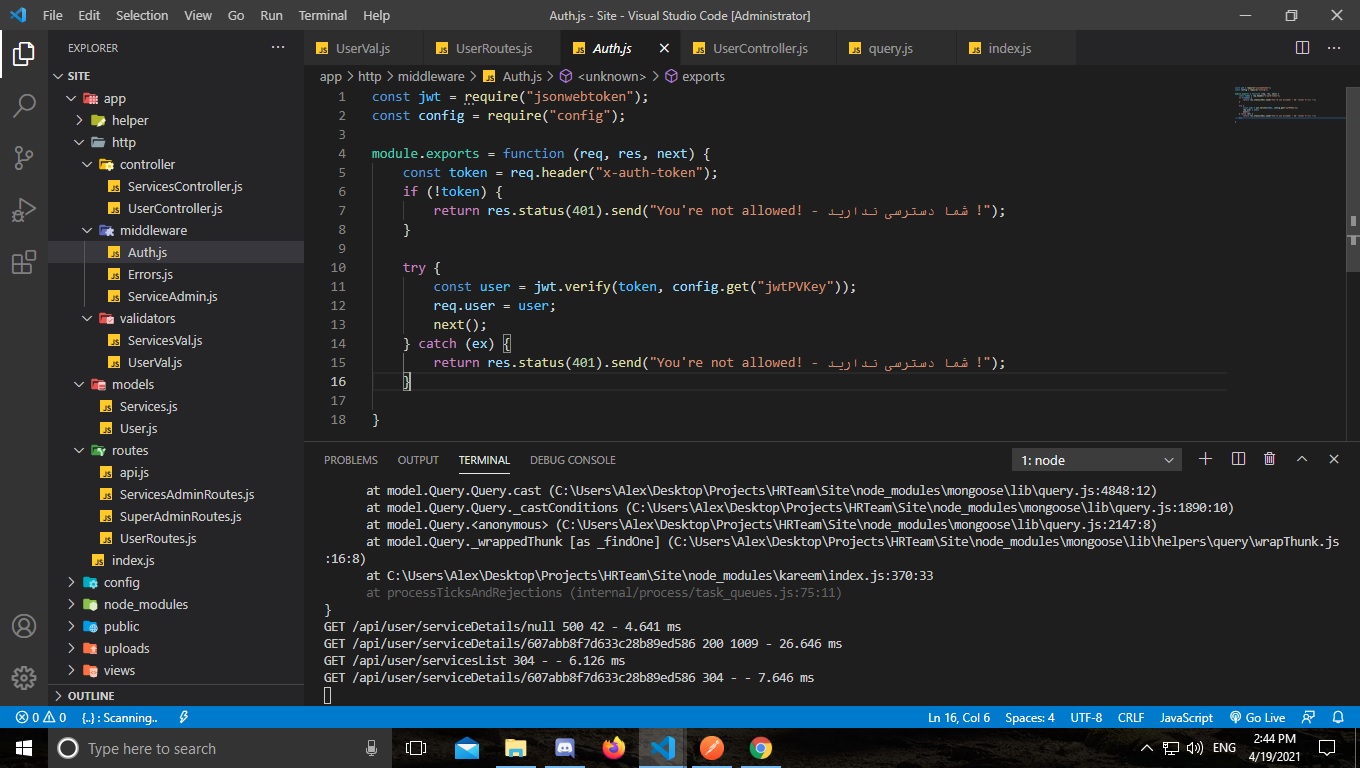 File Edit Selection View Go Run Terminal Help Auth.js - Site - Visual Studio Code [Administrator]
EXPLORER
SITE
app
helper
http
controller
ServicesController.js
UserController.js
middleware
Auth.js
Errors.js
ServiceAdmin.js
validators
ServicesVal.js
UserVal.js
models
Services.js
User.js
routes
api.js
ServicesAdminRoutes.js
SuperAdminRoutes.js
UserRoutes.js
index.js
config
node_modules
public
uploads
views
OUTLINE
UserVal.js UserRoutes.js Auth.js UserController.js query.js index.js
app > http > middleware > Auth.js > <unknown> > exports
1 const jwt = require("jsonwebtoken");
2 const config = require("config");
3
4 module.exports = function (req, res, next) {
5 const token = req.header("x-auth-token");
6 if (!token) {
7 return res.status(401).send("You're not allowed! - شما دسترسی ندارید !");
8 }
9
10 try {
11 const user = jwt.verify(token, config.get("jwtPVKey"));
12 req.user = user;
13 next();
14 } catch (ex) {
15 return res.status(401).send("You're not allowed! - شما دسترسی ندارید !");
16 }
17
18 }
PROBLEMS OUTPUT TERMINAL DEBUG CONSOLE 1: node
at model.Query.Query.cast (C:\Users\Alex\Desktop\Projects\HRTeam\Site\node_modules\mongoose\lib\query.js:4848:12)
at model.Query.Query._castConditions (C:\Users\Alex\Desktop\Projects\HRTeam\Site\node_modules\mongoose\lib\query.js:1890:10)
at model.Query.<anonymous> (C:\Users\Alex\Desktop\Projects\HRTeam\Site\node_modules\mongoose\lib\query.js:2147:8)
at model.Query._wrappedThunk [as _findOne] (C:\Users\Alex\Desktop\Projects\HRTeam\Site\node_modules\mongoose\lib\helpers\query\wrapThunk.js
:16:8)
at C:\Users\Alex\Desktop\Projects\HRTeam\Site\node_modules\kareem\index.js:370:33
at processTicksAndRejections (internal/process/task_queues.js:75:11)
}
GET /api/user/serviceDetails/null 500 42 - 4.641 ms
GET /api/user/serviceDetails/607abb8f7d633c28b89ed586 200 1009 - 26.646 ms
GET /api/user/servicesList 304 - - 6.126 ms
GET /api/user/serviceDetails/607abb8f7d633c28b89ed586 304 - - 7.646 ms
0 0 {..} : Scanning.. Ln 16, Col 6 Spaces: 4 UTF-8 CRLF JavaScript Go Live
Type here to search ENG 2:44 PM
4/19/2021